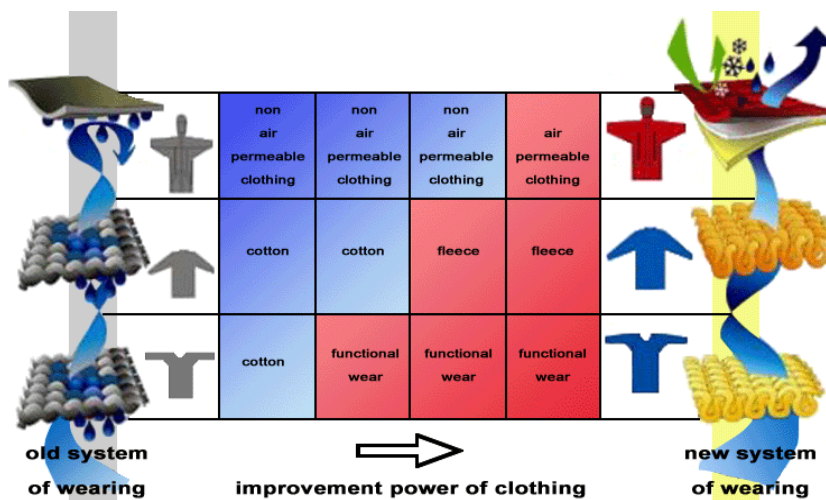 non
air
permeable
clothing
non
air
permeable
clothing
non
air
permeable
clothing
air
permeable
clothing
cotton
cotton
fleece
fleece
cotton
functional
wear
functional
wear
functional
wear
old system
of wearing
improvement power of clothing
new system
of wearing